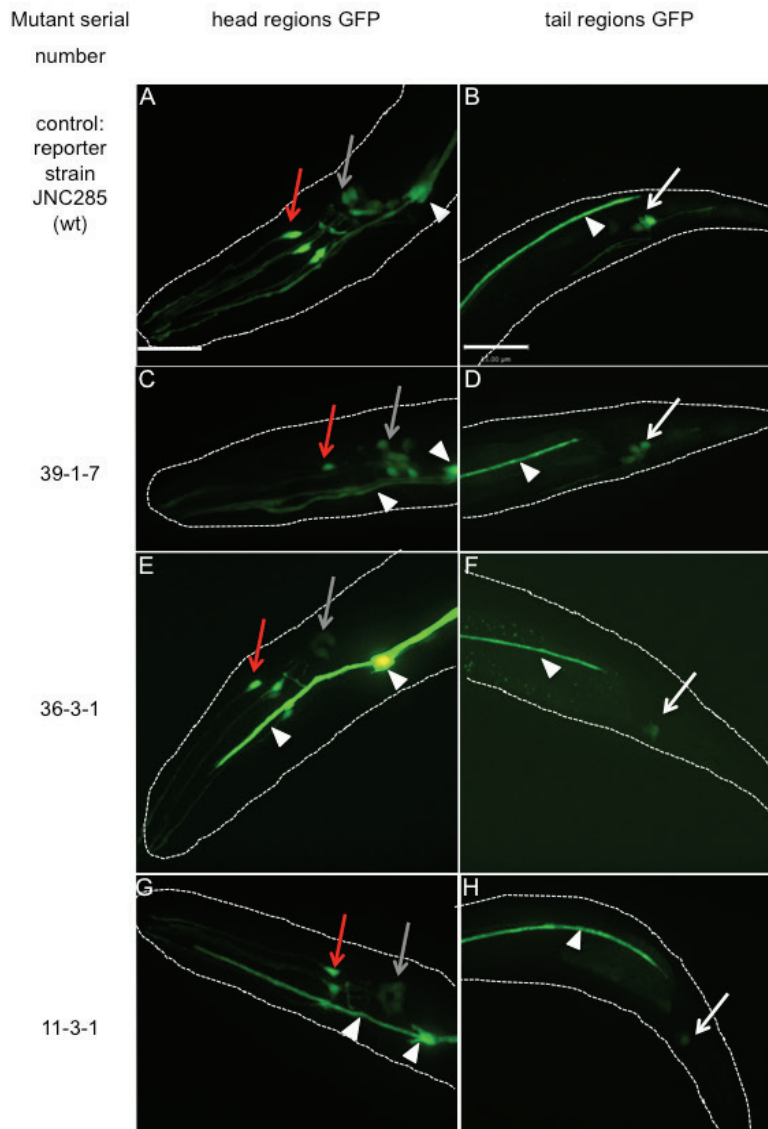 Mutant serial number
head regions GFP
tail regions GFP
control: reporter strain JNC285 (wt)
A
B
C
D
39-1-7
E
F
36-3-1
G
H
11-3-1